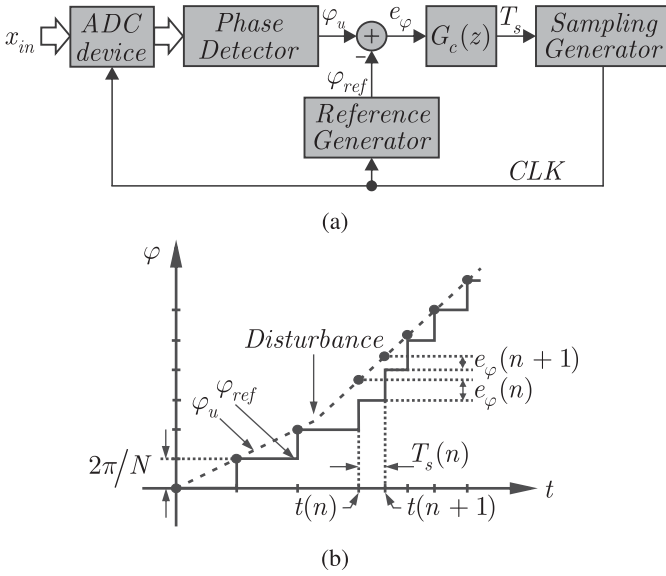 x_in
ADC device
Phase Detector
φ_u
+
−
e_φ
G_c(z)
T_s
Sampling Generator
φ_ref
Reference Generator
CLK
(a)
φ
Disturbance
e_φ(n + 1)
e_φ(n)
φ_ref
φ_u
2π/N
T_s(n)
t(n)
t(n + 1)
t
(b)